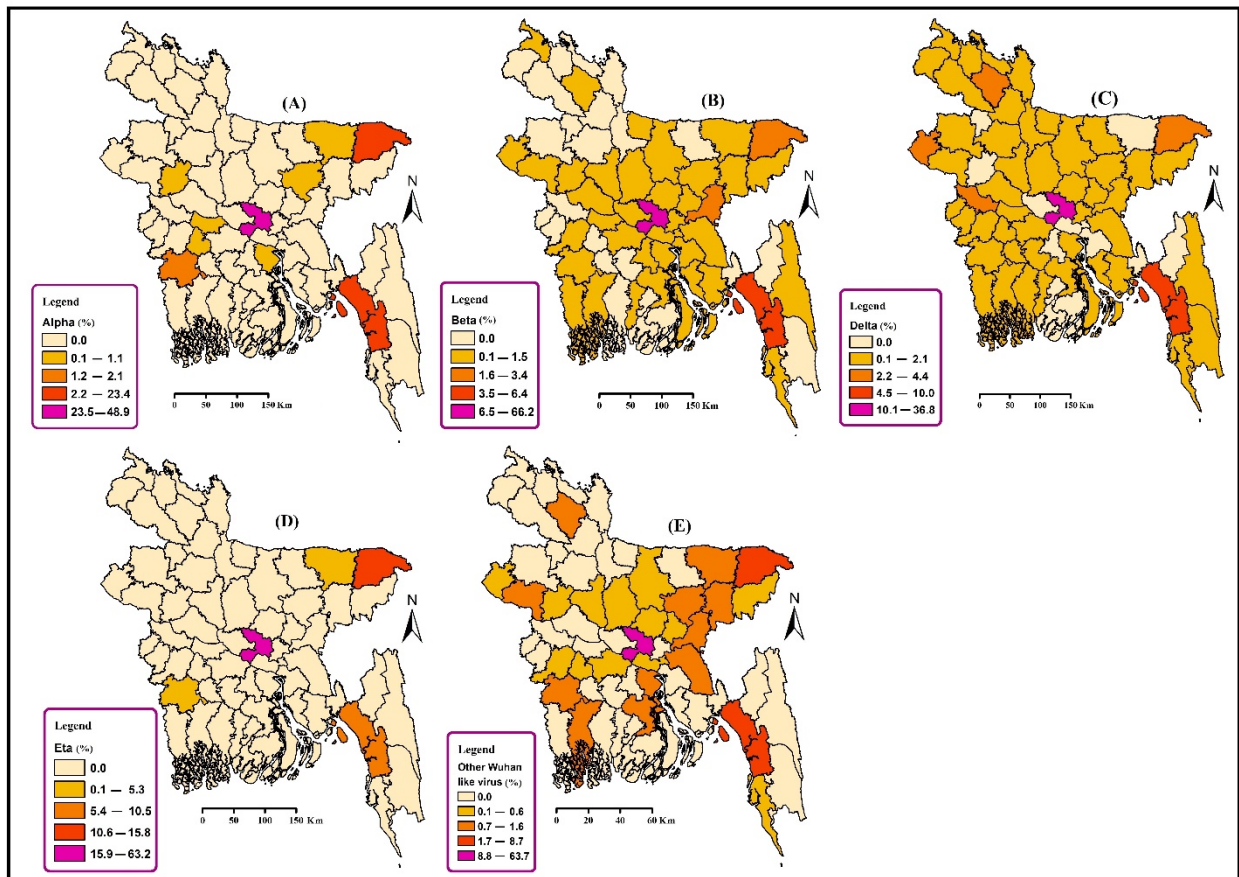 (A)
N
Legend
Alpha (%)
0.0
0.1 — 1.1
1.2 — 2.1
2.2 — 23.4
23.5—48.9
0 50 100 150 Km
(B)
N
Legend
Beta (%)
0.0
0.1 — 1.5
1.6 — 3.4
3.5 — 6.4
6.5 — 66.2
0 50 100 150 Km
(C)
N
Legend
Delta (%)
0.0
0.1 — 2.1
2.2 — 4.4
4.5 — 10.0
10.1 — 36.8
0 50 100 150 Km
(D)
N
Legend
Eta (%)
0.0
0.1 — 5.3
5.4 — 10.5
10.6 — 15.8
15.9—63.2
0 50 100 150 Km
(E)
N
Legend
Other Wuhan
like virus (%)
0.0
0.1 — 0.6
0.7 — 1.6
1.7 — 8.7
8.8 — 63.7
0 20 40 60 Km